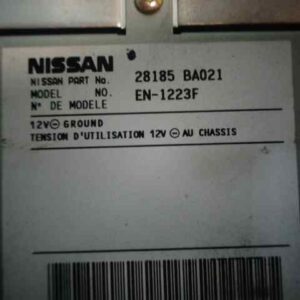 NISSAN
NISSAN PART No. 28185 BA021
MODEL NO. EN-1223F
N° DE MODELE
12V⊖GROUND
TENSION D'UTILISATION 12V⊖AU CHASSIS